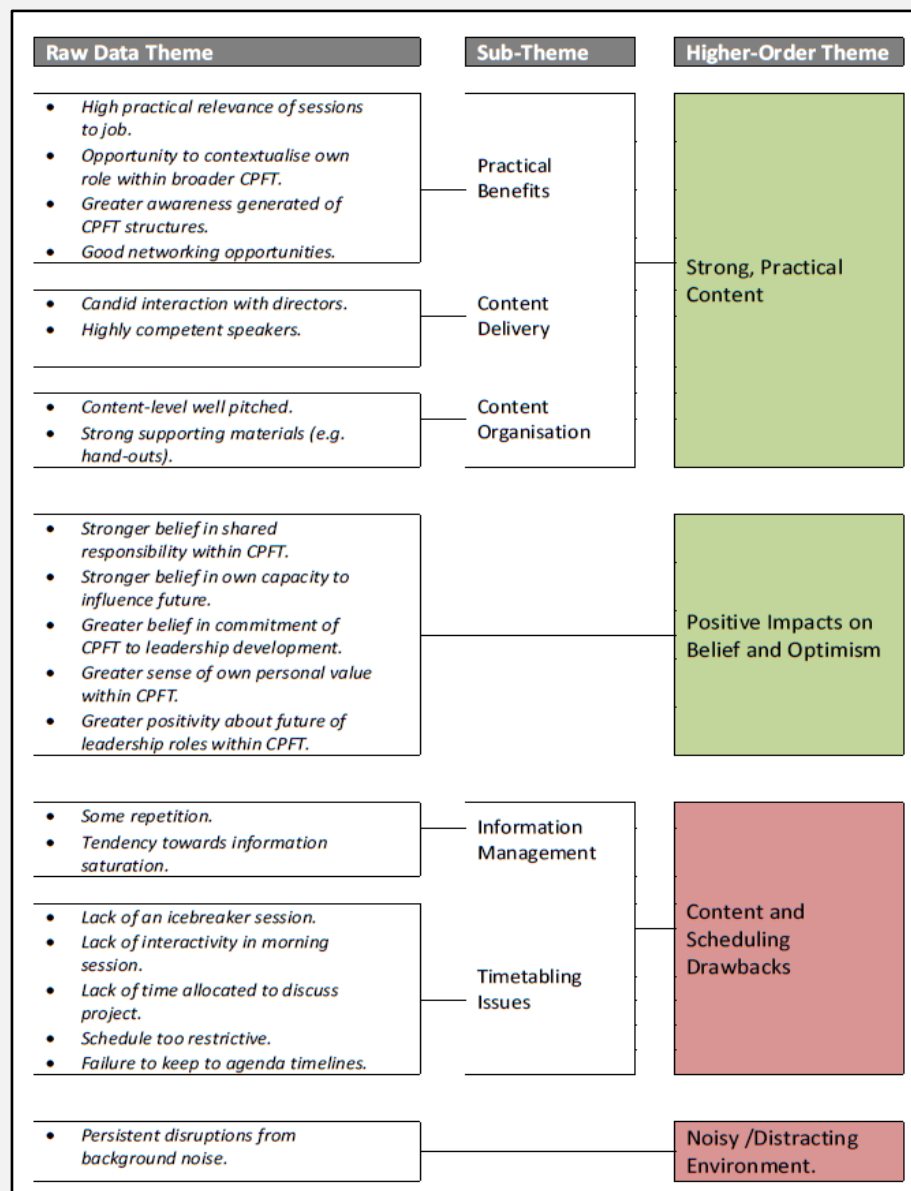 Raw Data Theme
Sub-Theme
Higher-Order Theme
• High practical relevance of sessions
to job.
• Opportunity to contextualise own
role within broader CPFT.
• Greater awareness generated of
CPFT structures.
• Good networking opportunities.
Practical
Benefits
• Candid interaction with directors.
• Highly competent speakers.
Content
Delivery
• Content-level well pitched.
• Strong supporting materials (e.g.
hand-outs).
Content
Organisation
Strong, Practical
Content
• Stronger belief in shared
responsibility within CPFT.
• Stronger belief in own capacity to
influence future.
• Greater belief in commitment of
CPFT to leadership development.
• Greater sense of own personal value
within CPFT.
• Greater positivity about future of
leadership roles within CPFT.
Positive Impacts on
Belief and Optimism
• Some repetition.
• Tendency towards information
saturation.
Information
Management
• Lack of an icebreaker session.
• Lack of interactivity in morning
session.
• Lack of time allocated to discuss
project.
• Schedule too restrictive.
• Failure to keep to agenda timelines.
Timetabling
Issues
Content and
Scheduling
Drawbacks
• Persistent disruptions from
background noise.
Noisy /Distracting
Environment.